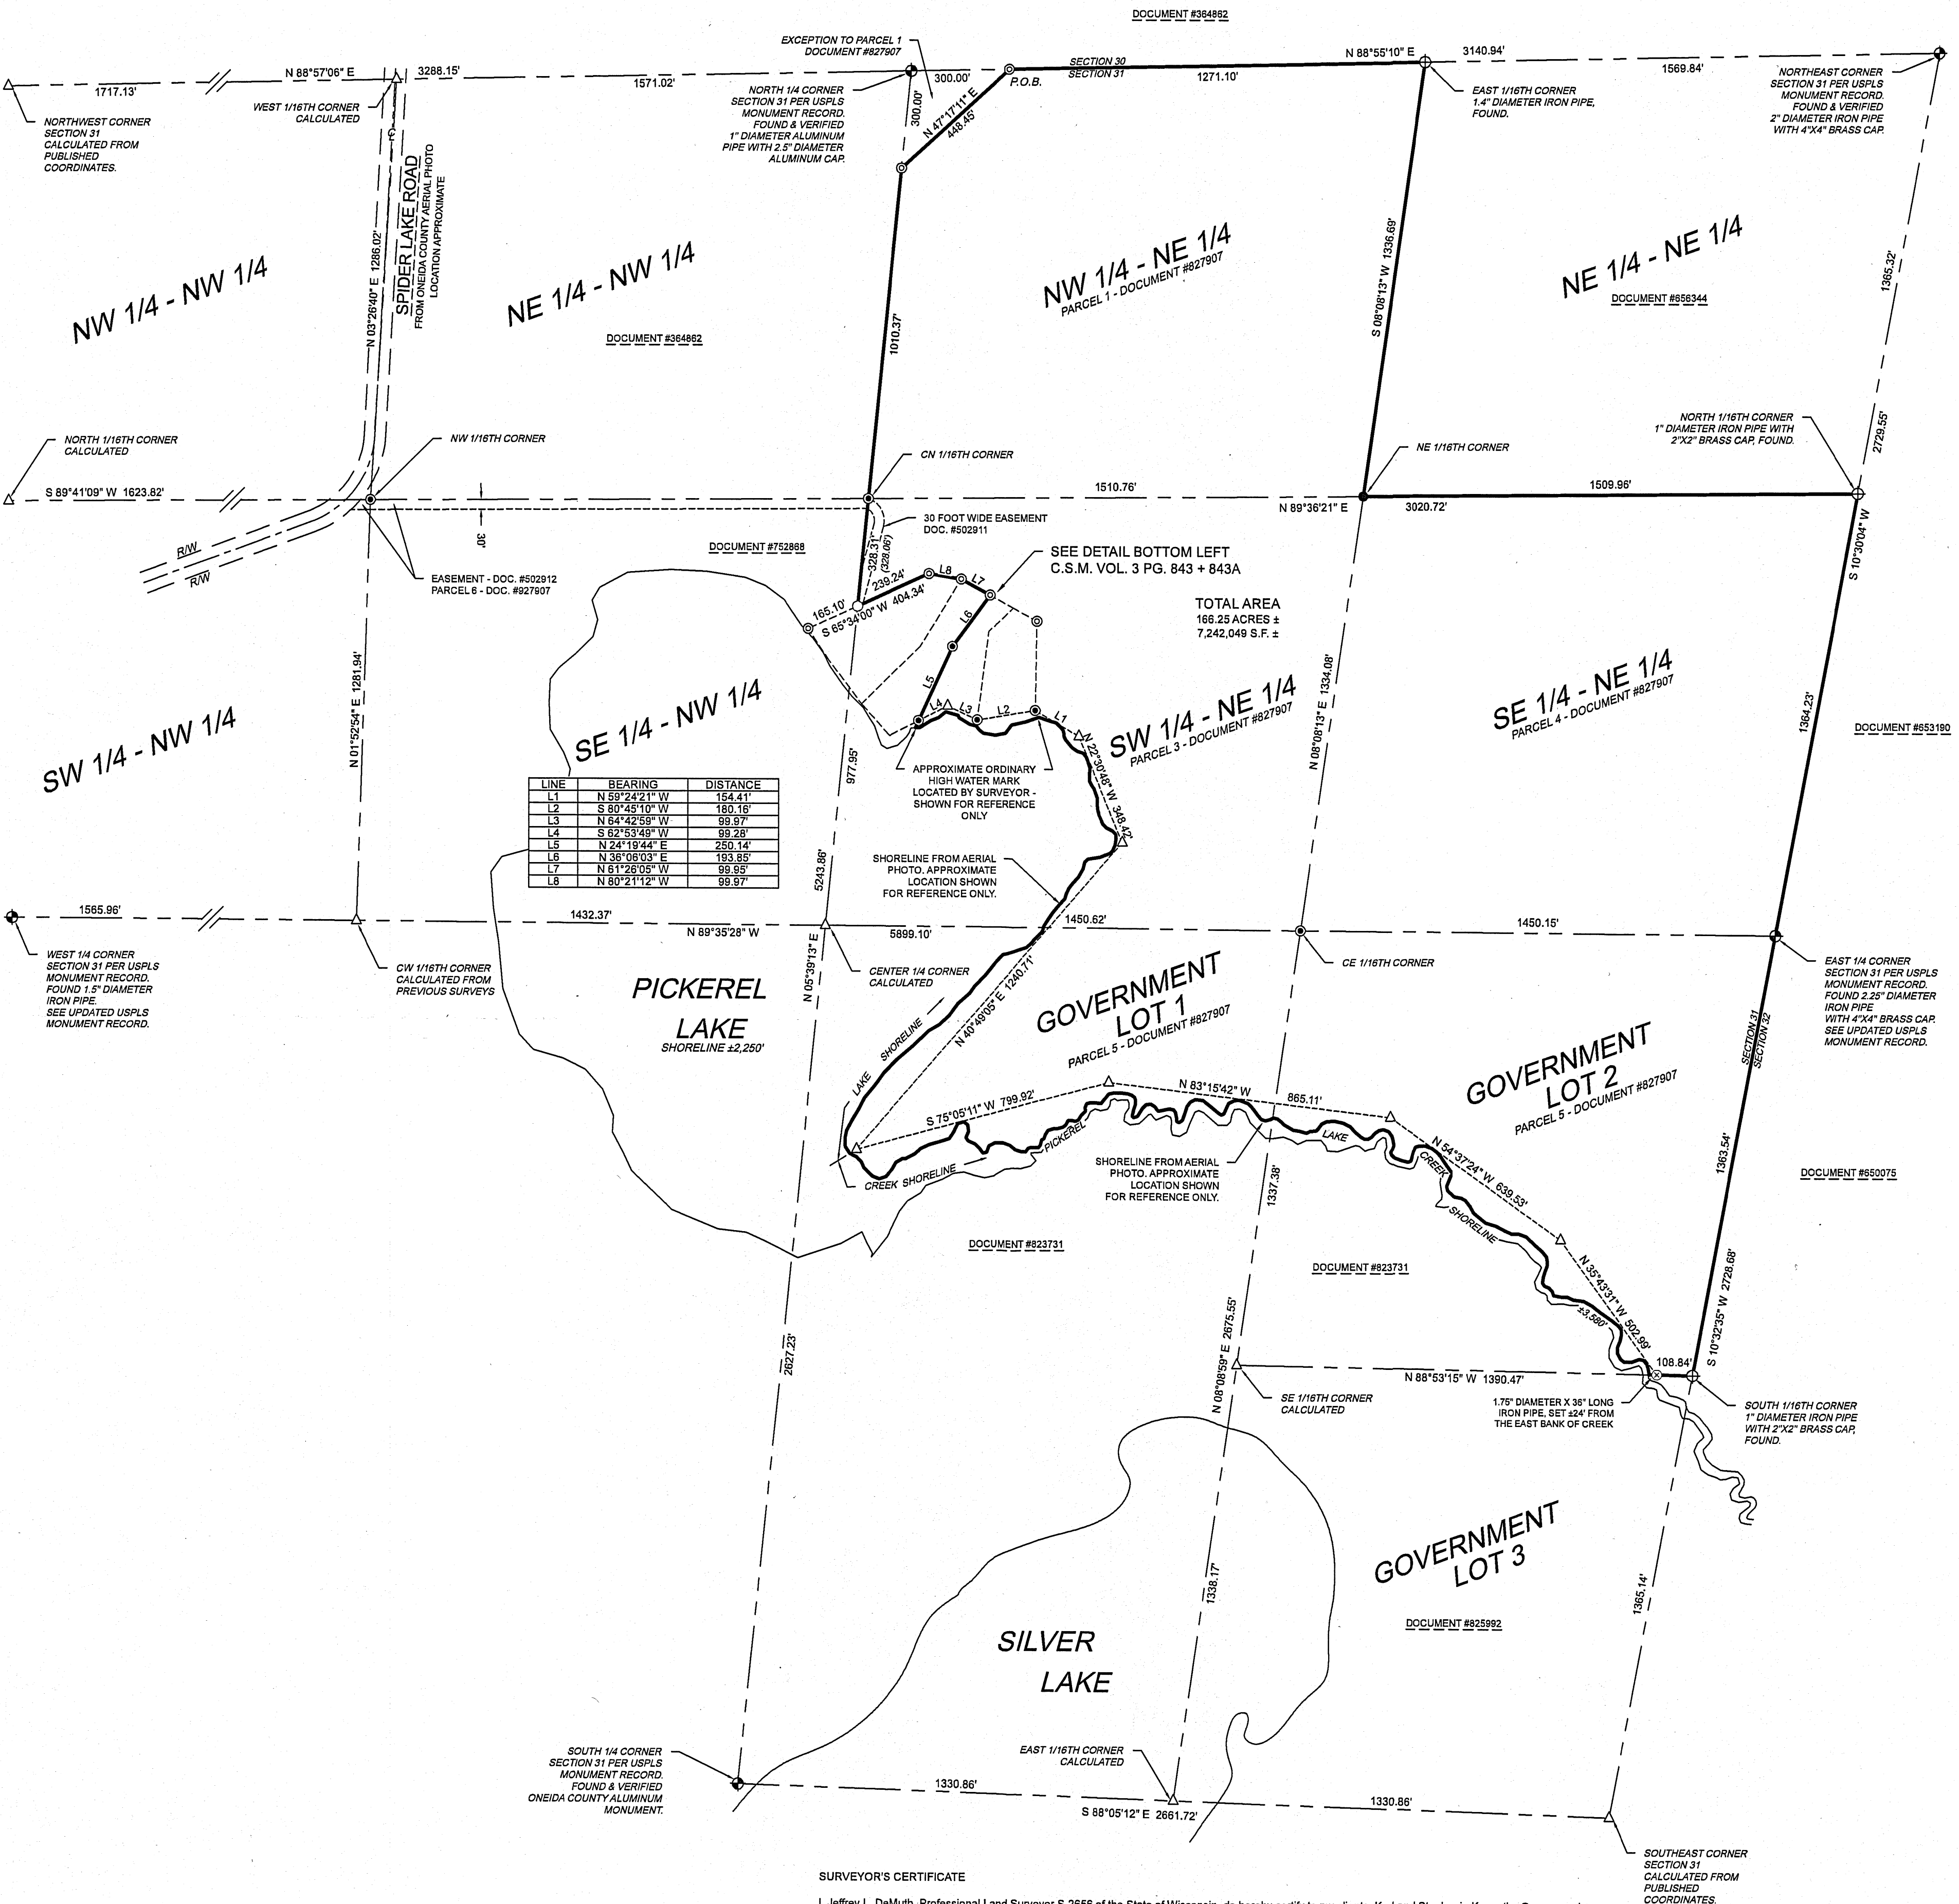 DOCUMENT #364862
EXCEPTION TO PARCEL 1
DOCUMENT #827907
N 88°57'06" E
3288.15'
1717.13'
1571.02'
300.00'
300.00'
P.O.B.
SECTION 30
SECTION 31
1271.10'
N 88°55'10" E
3140.94'
1569.84'
NORTHWEST CORNER
SECTION 31
CALCULATED FROM
PUBLISHED
COORDINATES.
WEST 1/16TH CORNER
CALCULATED
NORTH 1/4 CORNER
SECTION 31 PER USPLS
MONUMENT RECORD.
FOUND & VERIFIED
1" DIAMETER ALUMINUM
PIPE WITH 2.5" DIAMETER
ALUMINUM CAP.
N 47°17'11" E
448.45'
EAST 1/16TH CORNER
1.4" DIAMETER IRON PIPE,
FOUND.
NORTHEAST CORNER
SECTION 31 PER USPLS
MONUMENT RECORD.
FOUND & VERIFIED
2" DIAMETER IRON PIPE
WITH 4"X4" BRASS CAP.
C
L
N 03°26'40" E 1286.02'
SPIDER LAKE ROAD
FROM ONEIDA COUNTY AERIAL PHOTO
LOCATION APPROXIMATE
NW 1/4 - NW 1/4
NE 1/4 - NW 1/4
DOCUMENT #364862
1010.37'
NW 1/4 - NE 1/4
PARCEL 1 - DOCUMENT #827907
S 08°08'13" W 1336.69'
NE 1/4 - NE 1/4
DOCUMENT #656344
1365.32'
2729.55'
NORTH 1/16TH CORNER
CALCULATED
NW 1/16TH CORNER
CN 1/16TH CORNER
NE 1/16TH CORNER
NORTH 1/16TH CORNER
1" DIAMETER IRON PIPE WITH
2"X2" BRASS CAP, FOUND.
S 89°41'09" W 1623.82'
1510.76'
N 89°36'21" E
3020.72'
1509.96'
S 10°30'04" W
R/W
R/W
30'
EASEMENT - DOC. #502912
PARCEL 6 - DOC. #927907
DOCUMENT #752868
30 FOOT WIDE EASEMENT
DOC. #502911
328.31'
(328.06')
SEE DETAIL BOTTOM LEFT
C.S.M. VOL. 3 PG. 843 + 843A
239.24'
165.10'
S 65°34'00" W 404.34'
L8
L7
L6
L5
L4
L3
L2
L1
TOTAL AREA
166.25 ACRES ±
7,242,049 S.F. ±
N 01°52'54" E 1281.94'
SW 1/4 - NW 1/4
SE 1/4 - NW 1/4
977.95'
SW 1/4 - NE 1/4
PARCEL 3 - DOCUMENT #827907
N 08°08'13" E 1334.08'
SE 1/4 - NE 1/4
PARCEL 4 - DOCUMENT #827907
1364.23'
DOCUMENT #653190
N 22°30'48" W 348.42'
APPROXIMATE ORDINARY
HIGH WATER MARK
LOCATED BY SURVEYOR -
SHOWN FOR REFERENCE
ONLY
LINE BEARING DISTANCE
L1 N 59°24'21" W 154.41'
L2 S 80°45'10" W 180.16'
L3 N 64°42'59" W 99.97'
L4 S 62°53'49" W 99.28'
L5 N 24°19'44" E 250.14'
L6 N 36°06'03" E 193.85'
L7 N 61°26'05" W 99.95'
L8 N 80°21'12" W 99.97'
5243.86'
SHORELINE FROM AERIAL
PHOTO. APPROXIMATE
LOCATION SHOWN
FOR REFERENCE ONLY.
1565.96'
1432.37'
N 89°35'28" W
5899.10'
1450.62'
1450.15'
WEST 1/4 CORNER
SECTION 31 PER USPLS
MONUMENT RECORD.
FOUND 1.5" DIAMETER
IRON PIPE.
SEE UPDATED USPLS
MONUMENT RECORD.
CW 1/16TH CORNER
CALCULATED FROM
PREVIOUS SURVEYS
PICKEREL
LAKE
SHORELINE ±2,250'
N 05°39'13" E
CENTER 1/4 CORNER
CALCULATED
N 40°49'05" E 1240.71'
LAKE SHORELINE
GOVERNMENT
LOT 1
PARCEL 5 - DOCUMENT #827907
CE 1/16TH CORNER
EAST 1/4 CORNER
SECTION 31 PER USPLS
MONUMENT RECORD.
FOUND 2.25" DIAMETER
IRON PIPE
WITH 4"X4" BRASS CAP.
SEE UPDATED USPLS
MONUMENT RECORD.
SECTION 31
SECTION 32
GOVERNMENT
LOT 2
PARCEL 5 - DOCUMENT #827907
S 75°05'11" W 799.92'
N 83°15'42" W
865.11'
N 54°37'24" W 639.53'
1363.54'
DOCUMENT #650075
CREEK SHORELINE
PICKEREL
LAKE
CREEK
SHORELINE
SHORELINE FROM AERIAL
PHOTO. APPROXIMATE
LOCATION SHOWN
FOR REFERENCE ONLY.
1337.38'
DOCUMENT #823731
DOCUMENT #823731
N 35°43'31" W 502.99'
±3,580'
S 10°32'35" W 2728.68'
2627.23'
N 08°08'59" E 2675.55'
108.84'
N 88°53'15" W 1390.47'
SE 1/16TH CORNER
CALCULATED
1.75" DIAMETER X 36" LONG
IRON PIPE, SET ±24' FROM
THE EAST BANK OF CREEK
SOUTH 1/16TH CORNER
1" DIAMETER IRON PIPE
WITH 2"X2" BRASS CAP,
FOUND.
1338.17'
GOVERNMENT
LOT 3
DOCUMENT #825992
1365.14'
SILVER
LAKE
SOUTH 1/4 CORNER
SECTION 31 PER USPLS
MONUMENT RECORD.
FOUND & VERIFIED
ONEIDA COUNTY ALUMINUM
MONUMENT.
EAST 1/16TH CORNER
CALCULATED
1330.86'
S 88°05'12" E 2661.72'
1330.86'
SOUTHEAST CORNER
SECTION 31
CALCULATED FROM
PUBLISHED
COORDINATES.
SURVEYOR'S CERTIFICATE